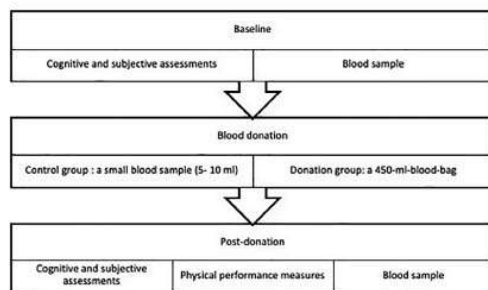 Baseline
Cognitive and subjective assessments
Blood sample
Blood donation
Control group : a small blood sample (5- 10 ml)
Donation group: a 450-ml-blood-bag
Post-donation
Cognitive and subjective
assessments
Physical performance measures
Blood sample